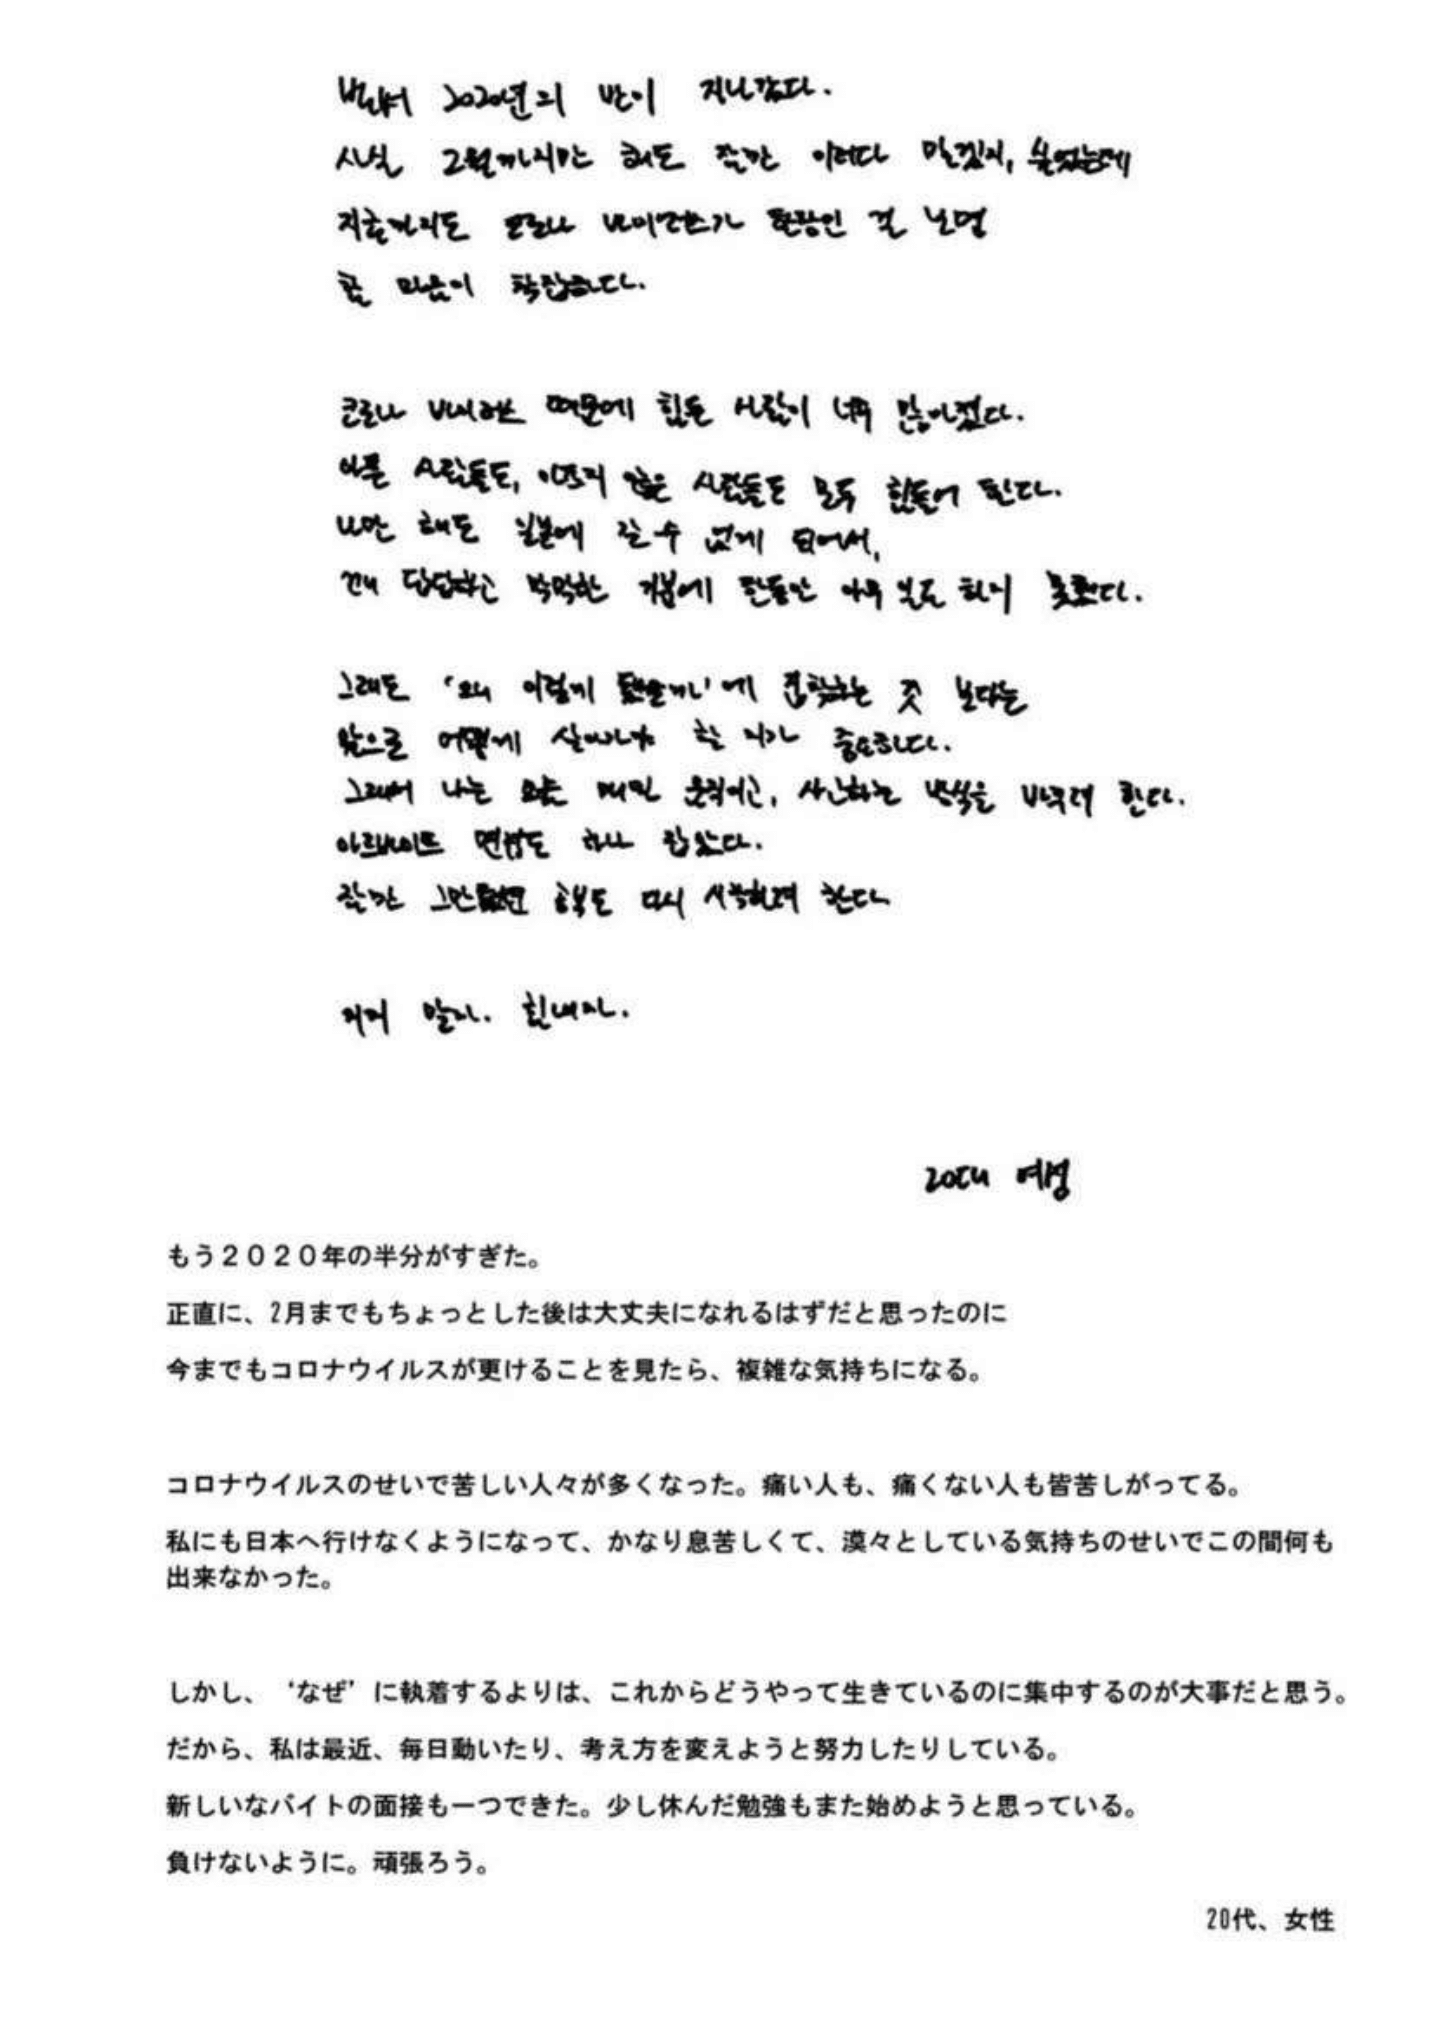 벌써 2020년의 반이 지나갔다.
사실 2월까지만 해도 잠깐 이러다 말겠지, 싶었는데
지금까지도 코로나 바이러스가 한창인 걸 보면
참 마음이 착잡하다.
코로나 바이러스 때문에 힘든 사람이 너무 많아졌다.
아픈 사람들도, 아프지 않은 사람들도 모두 힘들어 한다.
나만 해도 일본에 갈 수 없게 되어서,
꽤 답답하고 막막한 기분에 한동안 아무 일도 하지 못했다.
그래도 '왜 이렇게 됐을까'에 집착하는 것 보다는
앞으로 어떻게 살아가야 할 지가 중요하다.
그래서 나는 요즘 매일 움직이고, 사고하는 방식을 바꾸려 한다.
아르바이트 면접도 하나 잡았다.
잠깐 그만뒀던 공부도 다시 시작하려 한다
지지 말자. 힘내자.
20대 여성
もう２０２０年の半分がすぎた。
正直に、2月までもちょっとした後は大丈夫になれるはずだと思ったのに
今までもコロナウイルスが更けることを見たら、複雑な気持ちになる。
コロナウイルスのせいで苦しい人々が多くなった。痛い人も、痛くない人も皆苦しがってる。
私にも日本へ行けなくようになって、かなり息苦しくて、漠々としている気持ちのせいでこの間何も
出来なかった。
しかし、‘なぜ’に執着するよりは、これからどうやって生きているのに集中するのが大事だと思う。
だから、私は最近、毎日動いたり、考え方を変えようと努力したりしている。
新しいなバイトの面接も一つできた。少し休んだ勉強もまた始めようと思っている。
負けないように。頑張ろう。
20代、女性